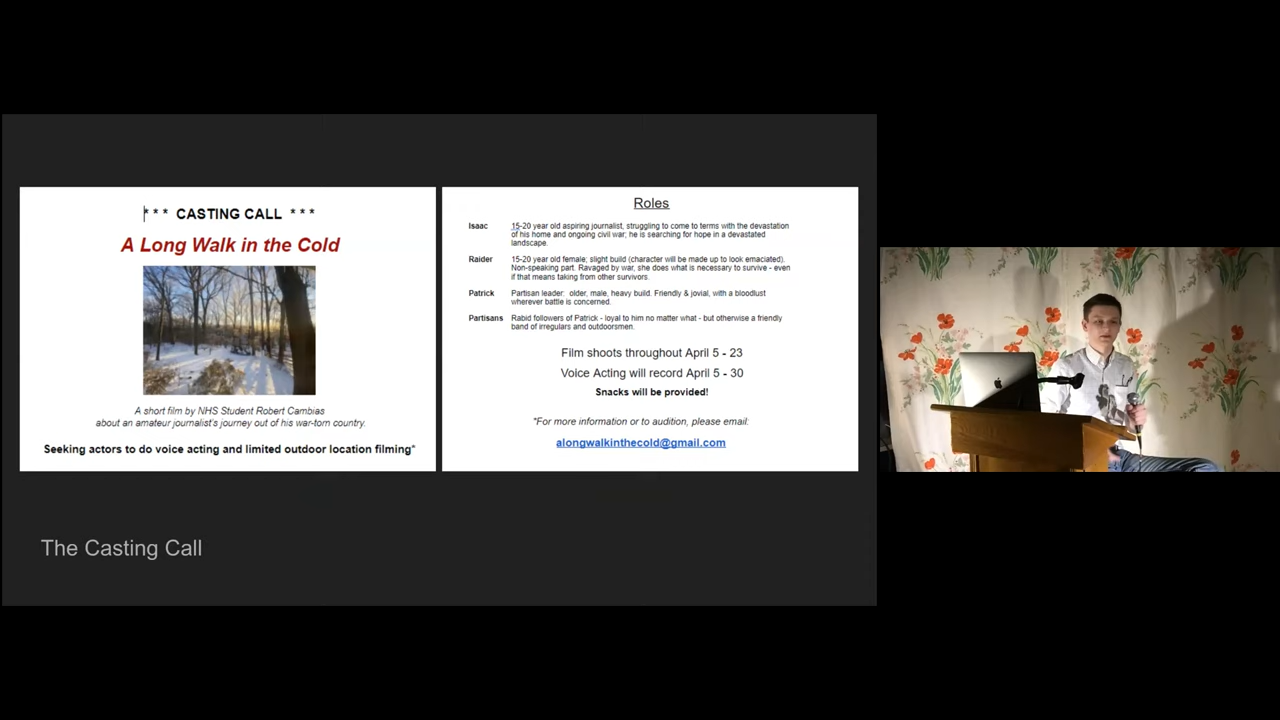 * * * CASTING CALL * * *
A Long Walk in the Cold
A short film by NHS Student Robert Cambias
about an amateur journalist's journey out of his war-torn country.
Seeking actors to do voice acting and limited outdoor location filming*
Roles
Isaac 15-20 year old aspiring journalist, struggling to come to terms with the devastation
of his home and ongoing civil war; he is searching for hope in a devastated
landscape.
Raider 15-20 year old female; slight build (character will be made up to look emaciated).
Non-speaking part. Ravaged by war, she does what is necessary to survive - even
if that means taking from other survivors.
Patrick Partisan leader: older, male, heavy build. Friendly & jovial, with a bloodlust
wherever battle is concerned.
Partisans Rabid followers of Patrick - loyal to him no matter what - but otherwise a friendly
band of irregulars and outdoorsmen.
Film shoots throughout April 5 - 23
Voice Acting will record April 5 - 30
Snacks will be provided!
*For more information or to audition, please email:
alongwalkinthecold@gmail.com
The Casting Call